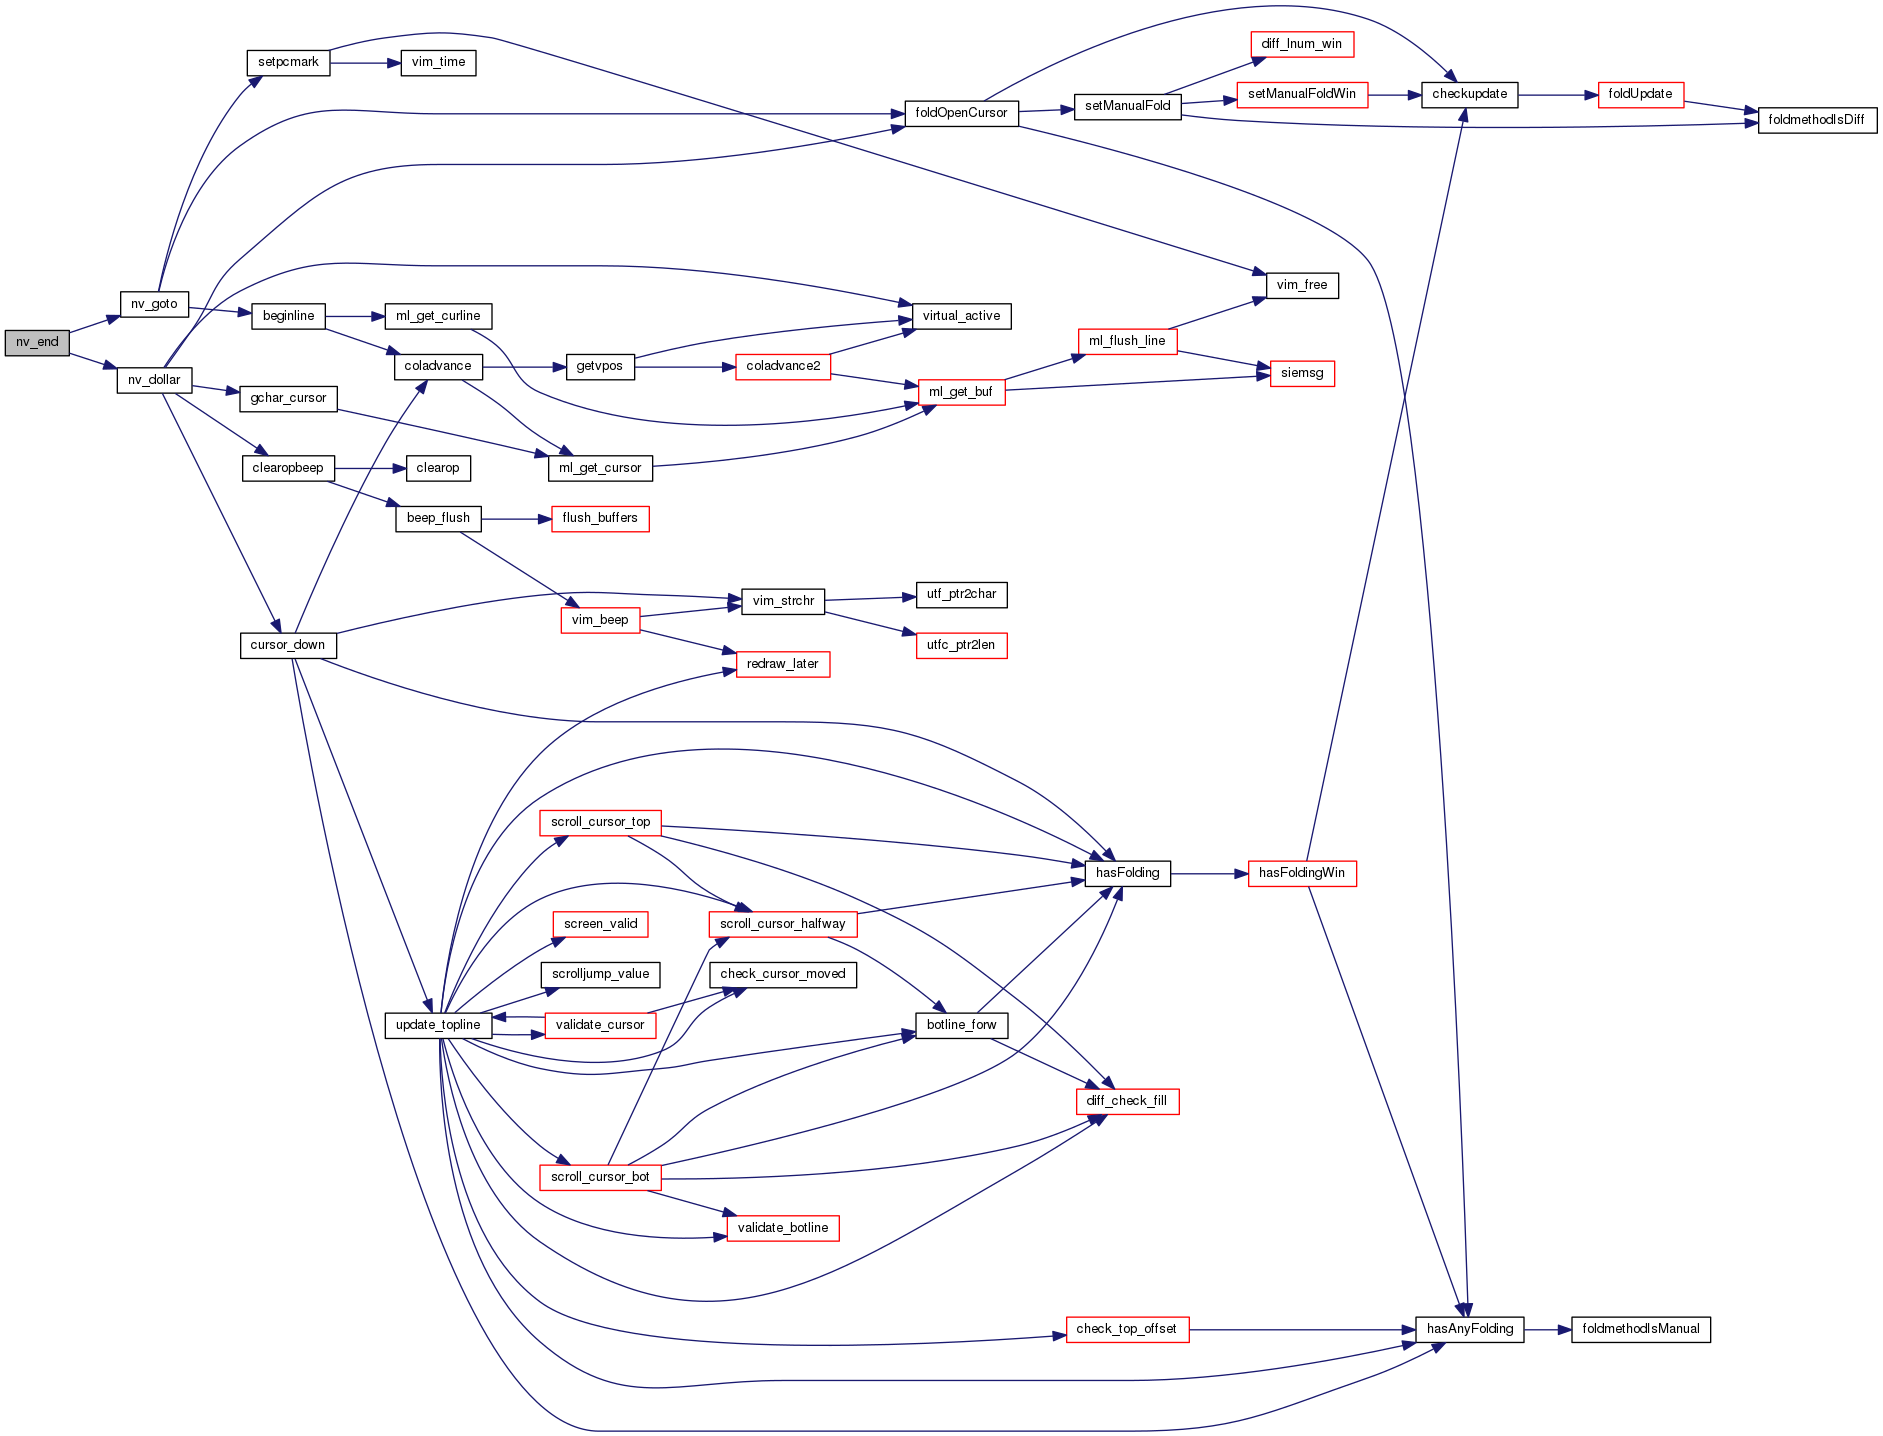 nv_end
nv_goto
nv_dollar
setpcmark
vim_time
beginline
gchar_cursor
clearopbeep
cursor_down
ml_get_curline
coladvance
clearop
beep_flush
update_topline
getvpos
ml_get_cursor
flush_buffers
vim_beep
scroll_cursor_top
screen_valid
scrolljump_value
validate_cursor
scroll_cursor_bot
coladvance2
vim_strchr
redraw_later
scroll_cursor_halfway
check_cursor_moved
validate_botline
foldOpenCursor
virtual_active
ml_get_buf
utf_ptr2char
utfc_ptr2len
botline_forw
setManualFold
ml_flush_line
hasFolding
diff_check_fill
check_top_offset
diff_lnum_win
setManualFoldWin
vim_free
siemsg
hasFoldingWin
checkupdate
hasAnyFolding
foldUpdate
foldmethodIsManual
foldmethodIsDiff